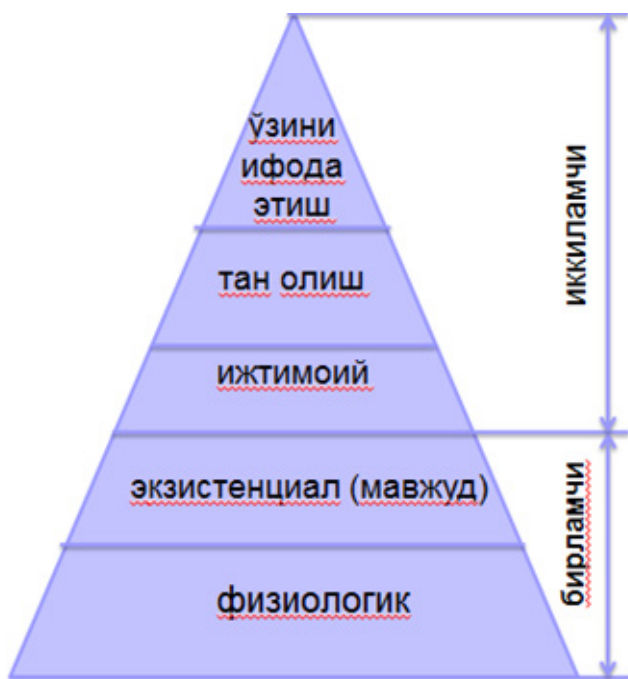 ўзини
ифода
этиш
тан олиш
ижтимоий
экзистенциал (мавжуд)
физиологик
иккиламчи
бирламчи